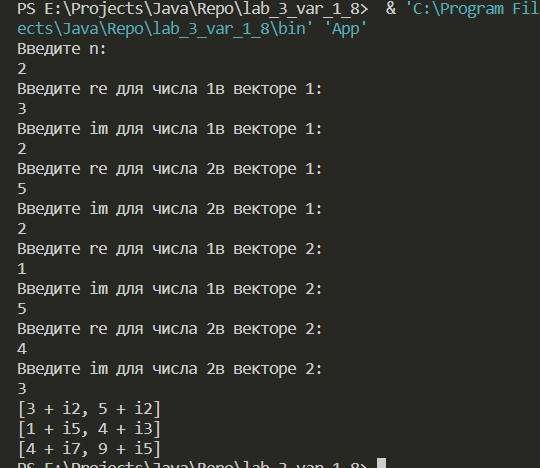 PS E:\Projects\Java\Repo\lab_3_var_1_8>  & 'C:\Program Fil
ects\Java\Repo\lab_3_var_1_8\bin' 'App'
Введите n:
2
Введите re для числа 1в векторе 1:
3
Введите im для числа 1в векторе 1:
2
Введите re для числа 2в векторе 1:
5
Введите im для числа 2в векторе 1:
2
Введите re для числа 1в векторе 2:
1
Введите im для числа 1в векторе 2:
5
Введите re для числа 2в векторе 2:
4
Введите im для числа 2в векторе 2:
3
[3 + i2, 5 + i2]
[1 + i5, 4 + i3]
[4 + i7, 9 + i5]
PS E:\Projects\Java\Repo\lab_3_var_1_8>